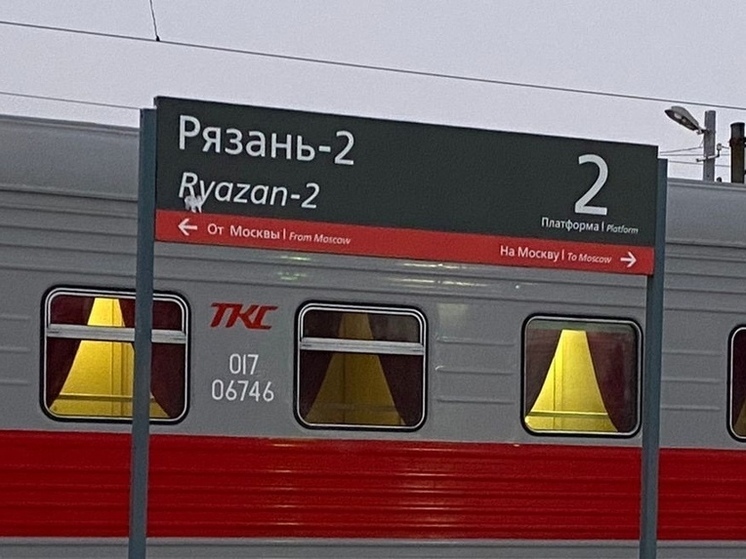 Рязань-2
Ryazan-2
2
Платформа | Platform
← От Москвы | From Moscow
На Москву | To Moscow →
ТКС
017
06746